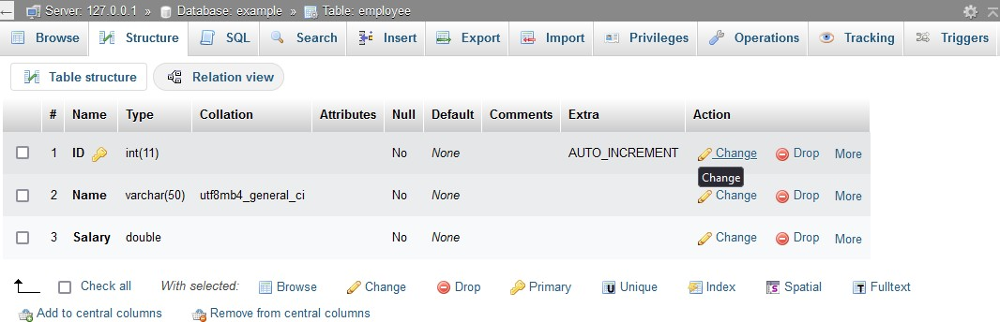 Server: 127.0.0.1 » Database: example » Table: employee
Browse Structure SQL Search Insert Export Import Privileges Operations Tracking Triggers
Table structure Relation view
# Name Type Collation Attributes Null Default Comments Extra Action
1 ID int(11) No None AUTO_INCREMENT Change Drop More
Change
2 Name varchar(50) utf8mb4_general_ci No None Change Drop More
3 Salary double No None Change Drop More
Check all With selected: Browse Change Drop Primary U Unique Index S Spatial T Fulltext
Add to central columns Remove from central columns